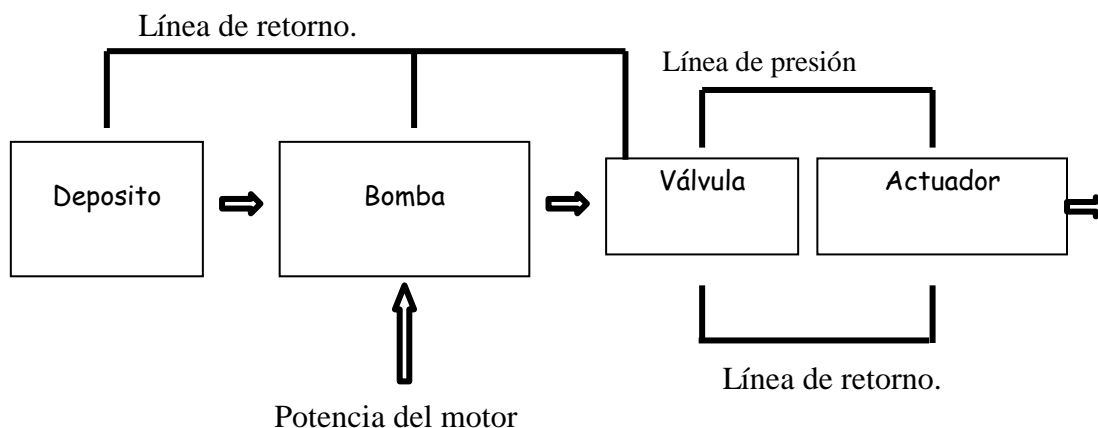 Línea de retorno.
Línea de presión
Deposito
Bomba
Válvula
Actuador
Línea de retorno.
Potencia del motor